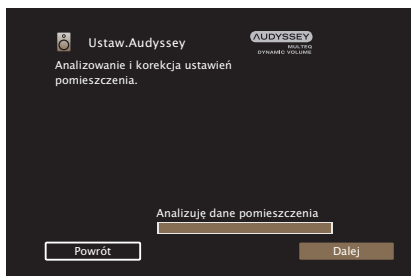 Ustaw.Audyssey
AUDYSSEY
MULTEQ
DYNAMIC VOLUME
Analizowanie i korekcja ustawień
pomieszczenia.
Analizuję dane pomieszczenia
Powrót
Dalej